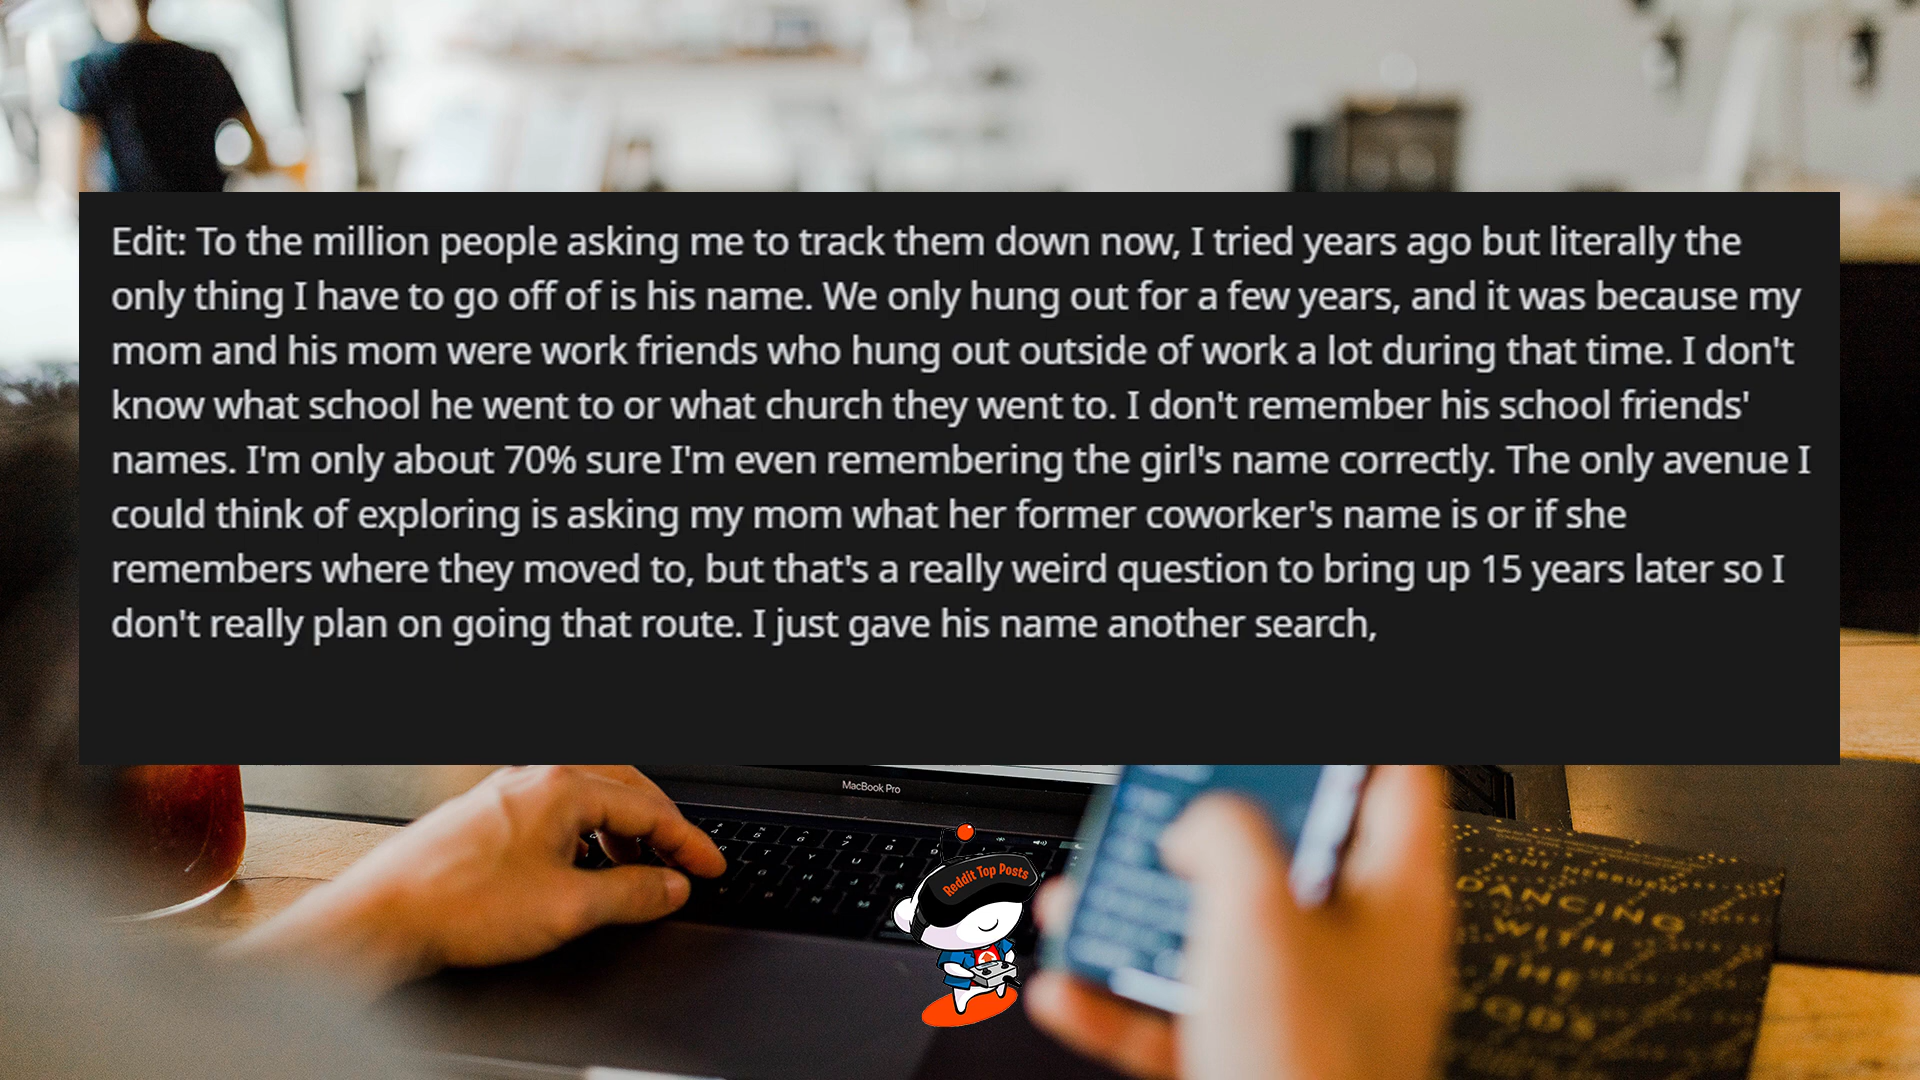 Edit: To the million people asking me to track them down now, I tried years ago but literally the
only thing I have to go off of is his name. We only hung out for a few years, and it was because my
mom and his mom were work friends who hung out outside of work a lot during that time. I don't
know what school he went to or what church they went to. I don't remember his school friends'
names. I'm only about 70% sure I'm even remembering the girl's name correctly. The only avenue I
could think of exploring is asking my mom what her former coworker's name is or if she
remembers where they moved to, but that's a really weird question to bring up 15 years later so I
don't really plan on going that route. I just gave his name another search,
MacBook Pro
Reddit Top Posts
KENT NERBURN
DANCING
WITH
THE
GODS